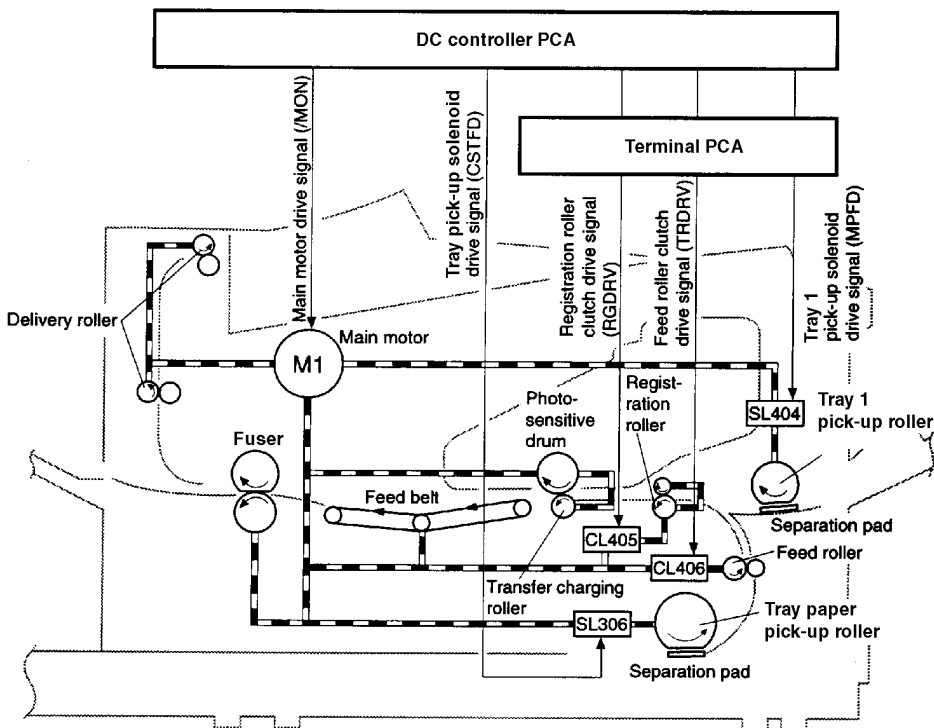 DC controller PCA
Terminal PCA
Main motor drive signal (/MON)
Tray pick-up solenoid
drive signal (CSTFD)
Registration roller
clutch drive signal
(RGDRV)
Feed roller clutch
drive signal (TRDRV)
Tray 1
pick-up solenoid
drive signal (MPFD)
Delivery roller
Main motor
M1
Photo-
sensitive
drum
Regist-
ration
roller
SL404
Tray 1
pick-up roller
Fuser
Feed belt
Separation pad
CL405
Feed roller
CL406
Transfer charging
roller
SL306
Tray paper
pick-up roller
Separation pad